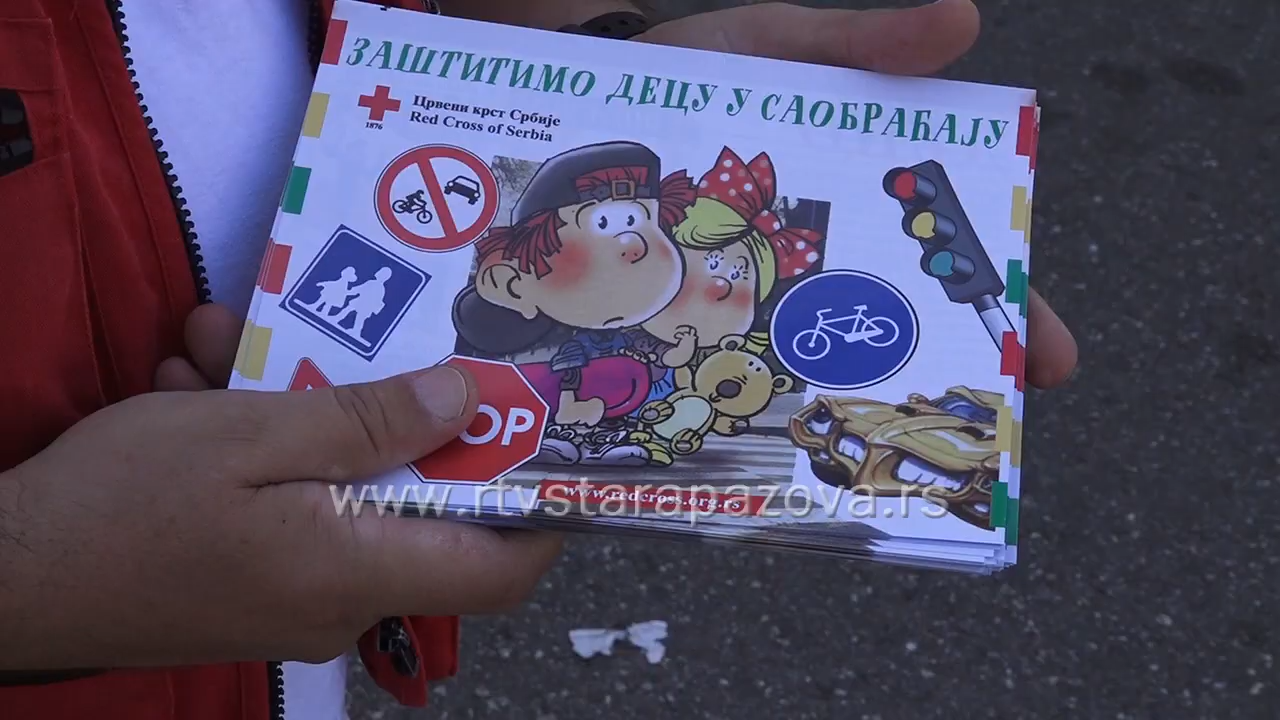 ЗАШТИТИМО ДЕЦУ У САОБРАЋАЈУ
Црвени крст Србије
Red Cross of Serbia
1876
OP
www.redcross.org.rs
www.rtvstarapazova.rs